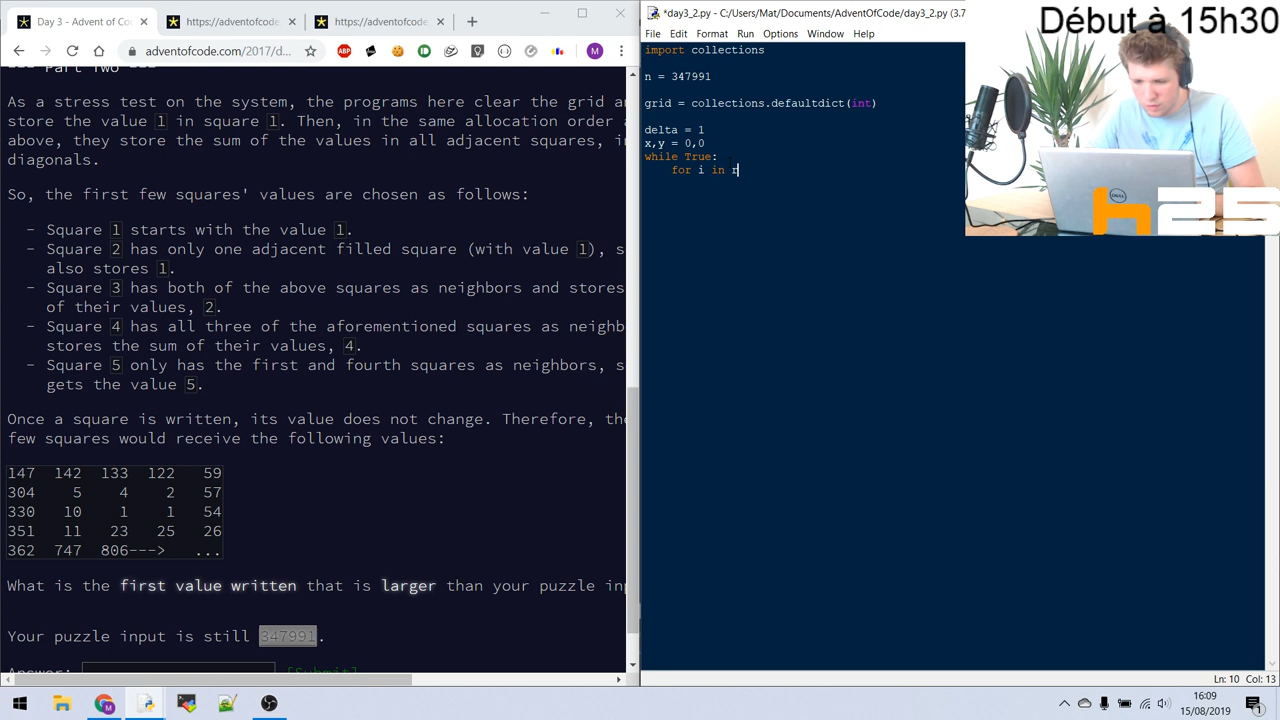 Day 3 - Advent of Co
https://adventofcode
https://adventofcode
adventofcode.com/2017/d...
Part Two
As a stress test on the system, the programs here clear the grid an
store the value 1 in square 1. Then, in the same allocation order a
above, they store the sum of the values in all adjacent squares, in
diagonals.
So, the first few squares' values are chosen as follows:
- Square 1 starts with the value 1.
- Square 2 has only one adjacent filled square (with value 1), s
also stores 1.
- Square 3 has both of the above squares as neighbors and stores
of their values, 2.
- Square 4 has all three of the aforementioned squares as neighb
stores the sum of their values, 4.
- Square 5 only has the first and fourth squares as neighbors, s
gets the value 5.
Once a square is written, its value does not change. Therefore, the
few squares would receive the following values:
147 142 133 122 59
304 5 4 2 57
330 10 1 1 54
351 11 23 25 26
362 747 806---> ...
What is the first value written that is larger than your puzzle inp
Your puzzle input is still 347991.
Answer: [Submit]
*day3_2.py - C:/Users/Mat/Documents/AdventOfCode/day3_2.py (3.7
File Edit Format Run Options Window Help
import collections
n = 347991
grid = collections.defaultdict(int)
delta = 1
x,y = 0,0
while True:
for i in r
Début à 15h30
DELL
h25
Ln: 10 Col: 13
16:09
15/08/2019